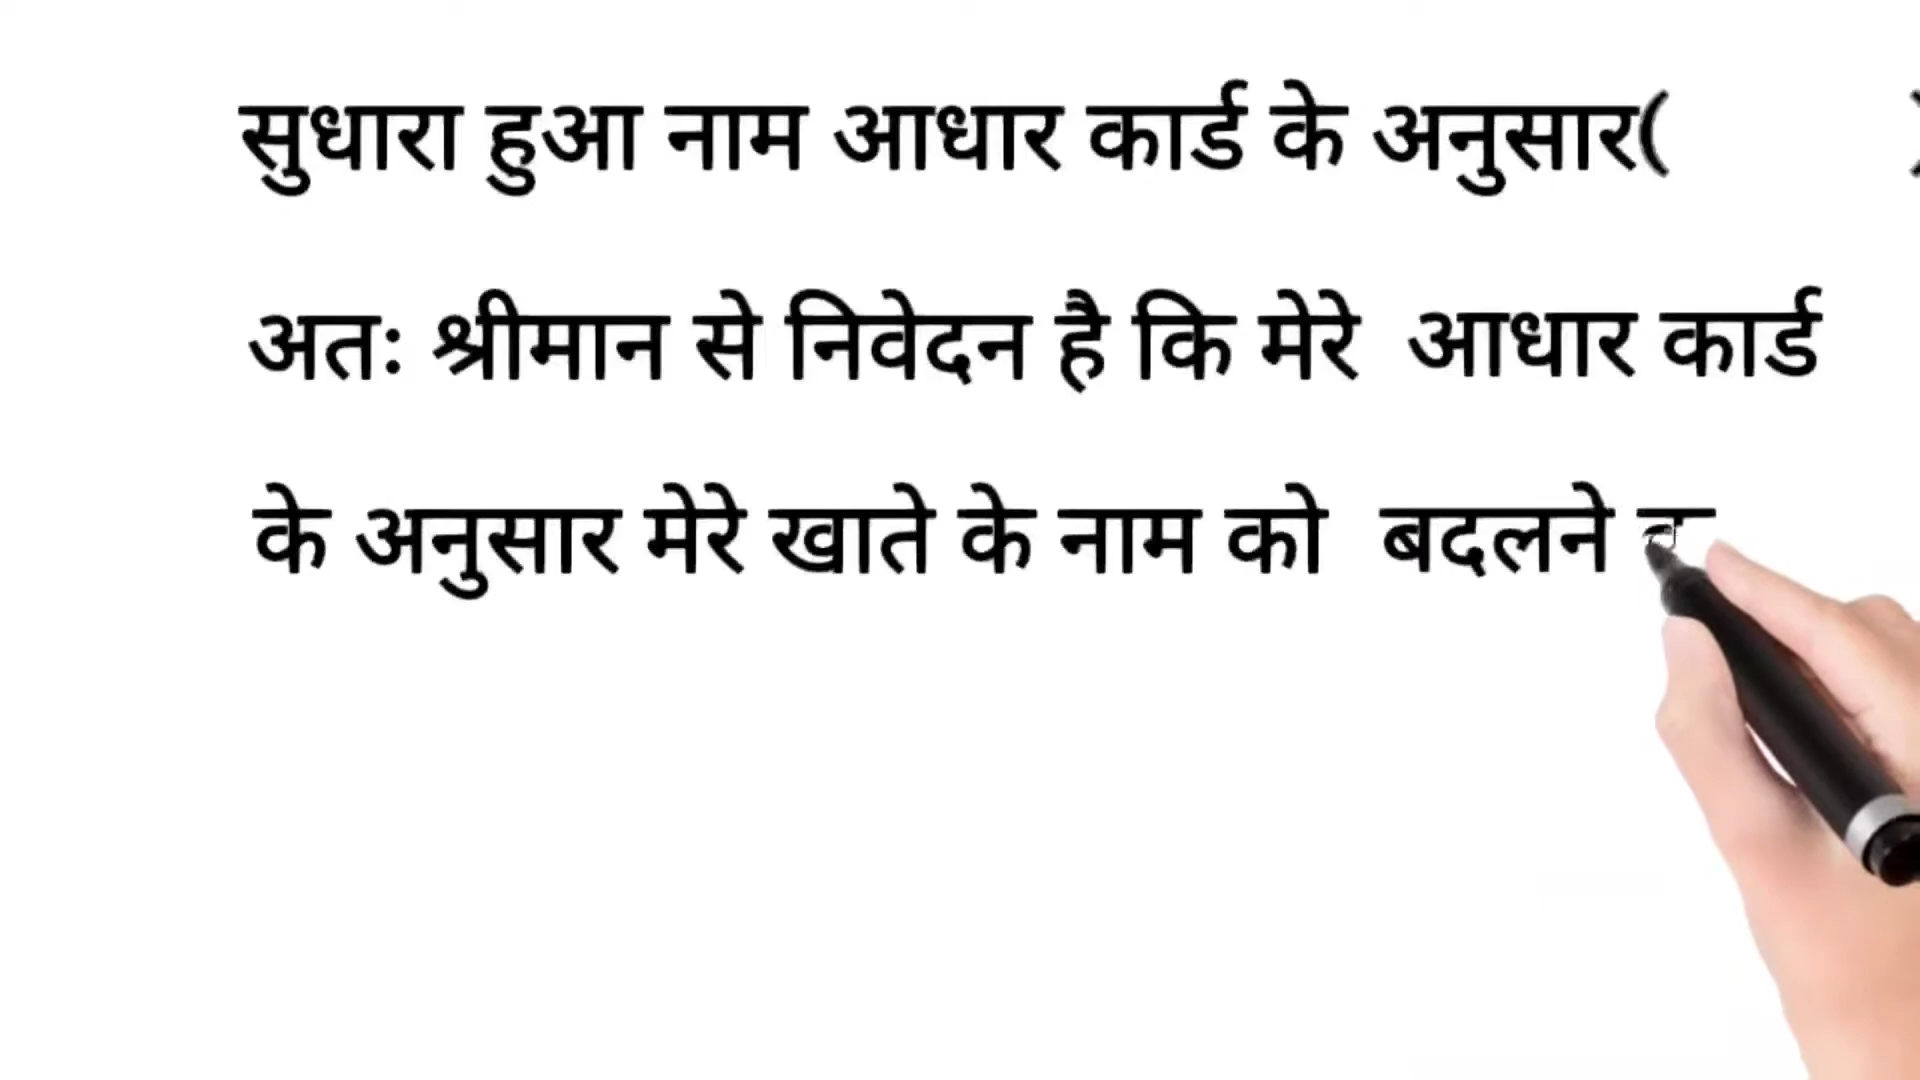 सुधारा हुआ नाम आधार कार्ड के अनुसार( )
अतः श्रीमान से निवेदन है कि मेरे आधार कार्ड
के अनुसार मेरे खाते के नाम को बदलने